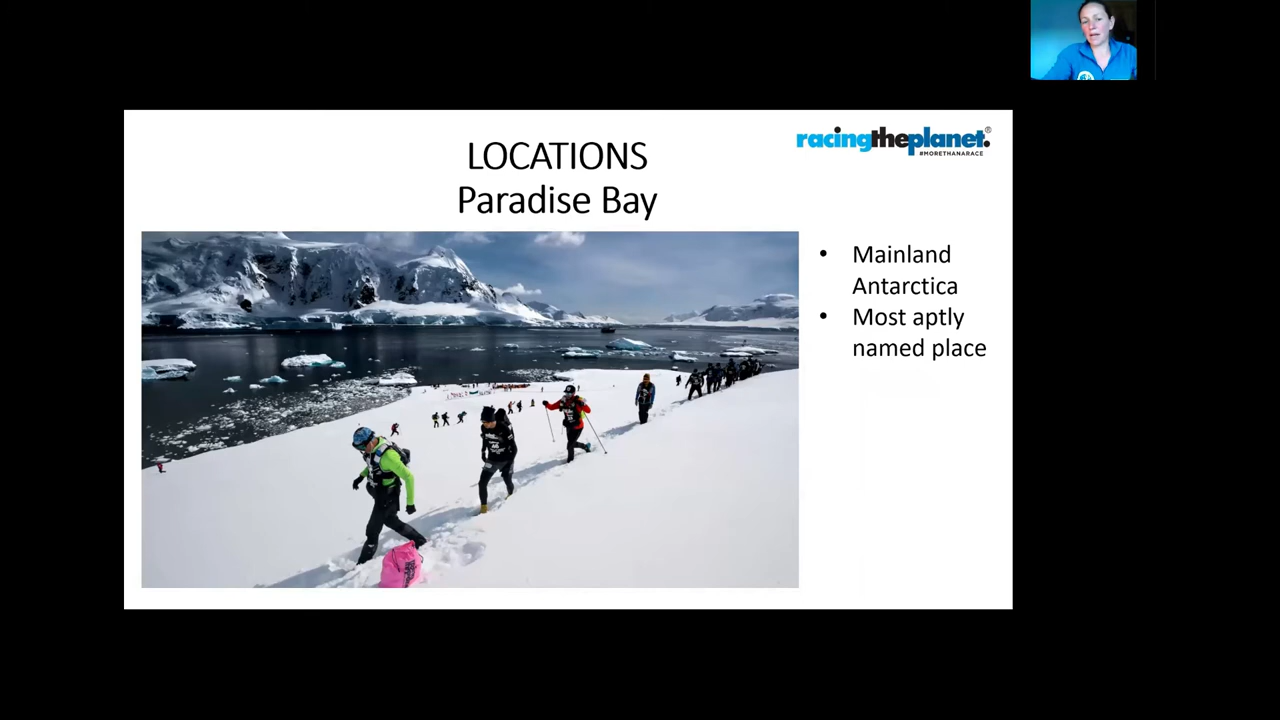 racingtheplanet.®
#MORETHANARACE
LOCATIONS
Paradise Bay
• Mainland
Antarctica
• Most aptly
named place